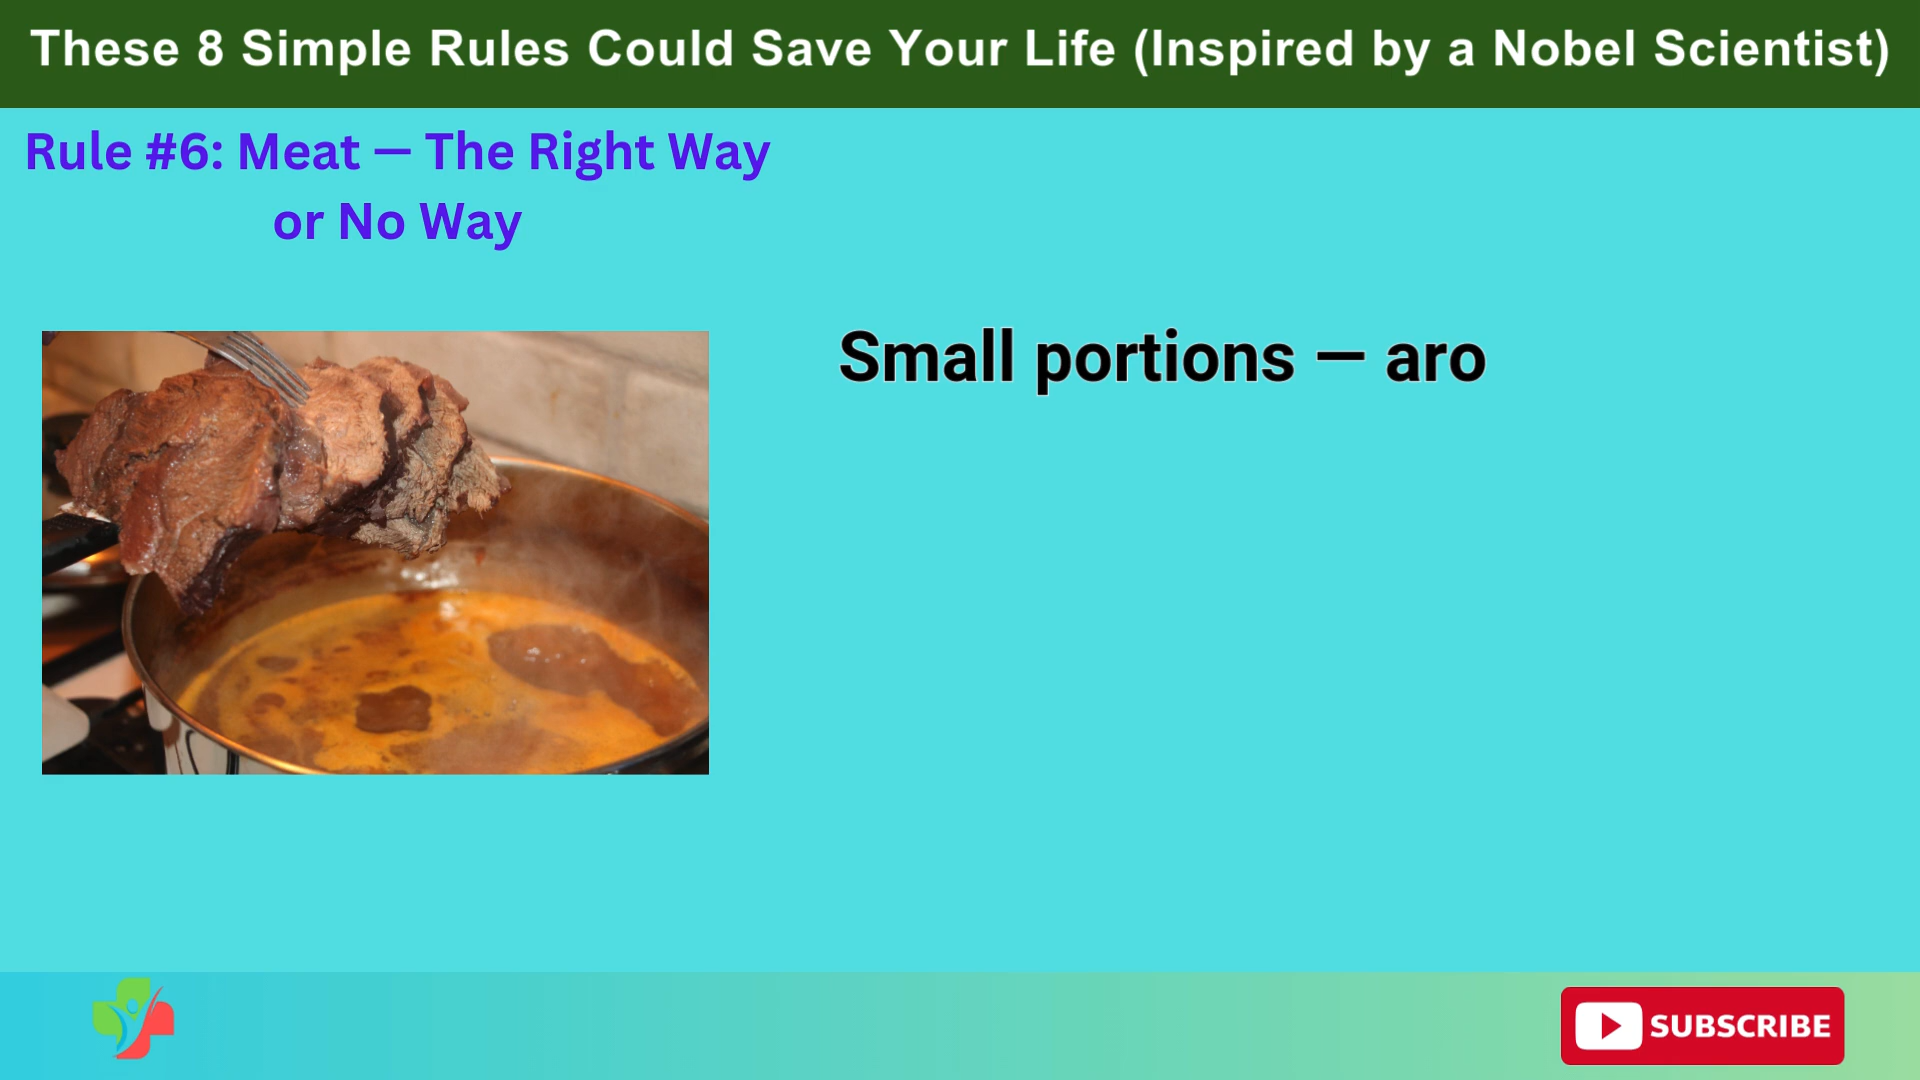 These 8 Simple Rules Could Save Your Life (Inspired by a Nobel Scientist)
Rule #6: Meat — The Right Way
or No Way
Small portions — aro
SUBSCRIBE